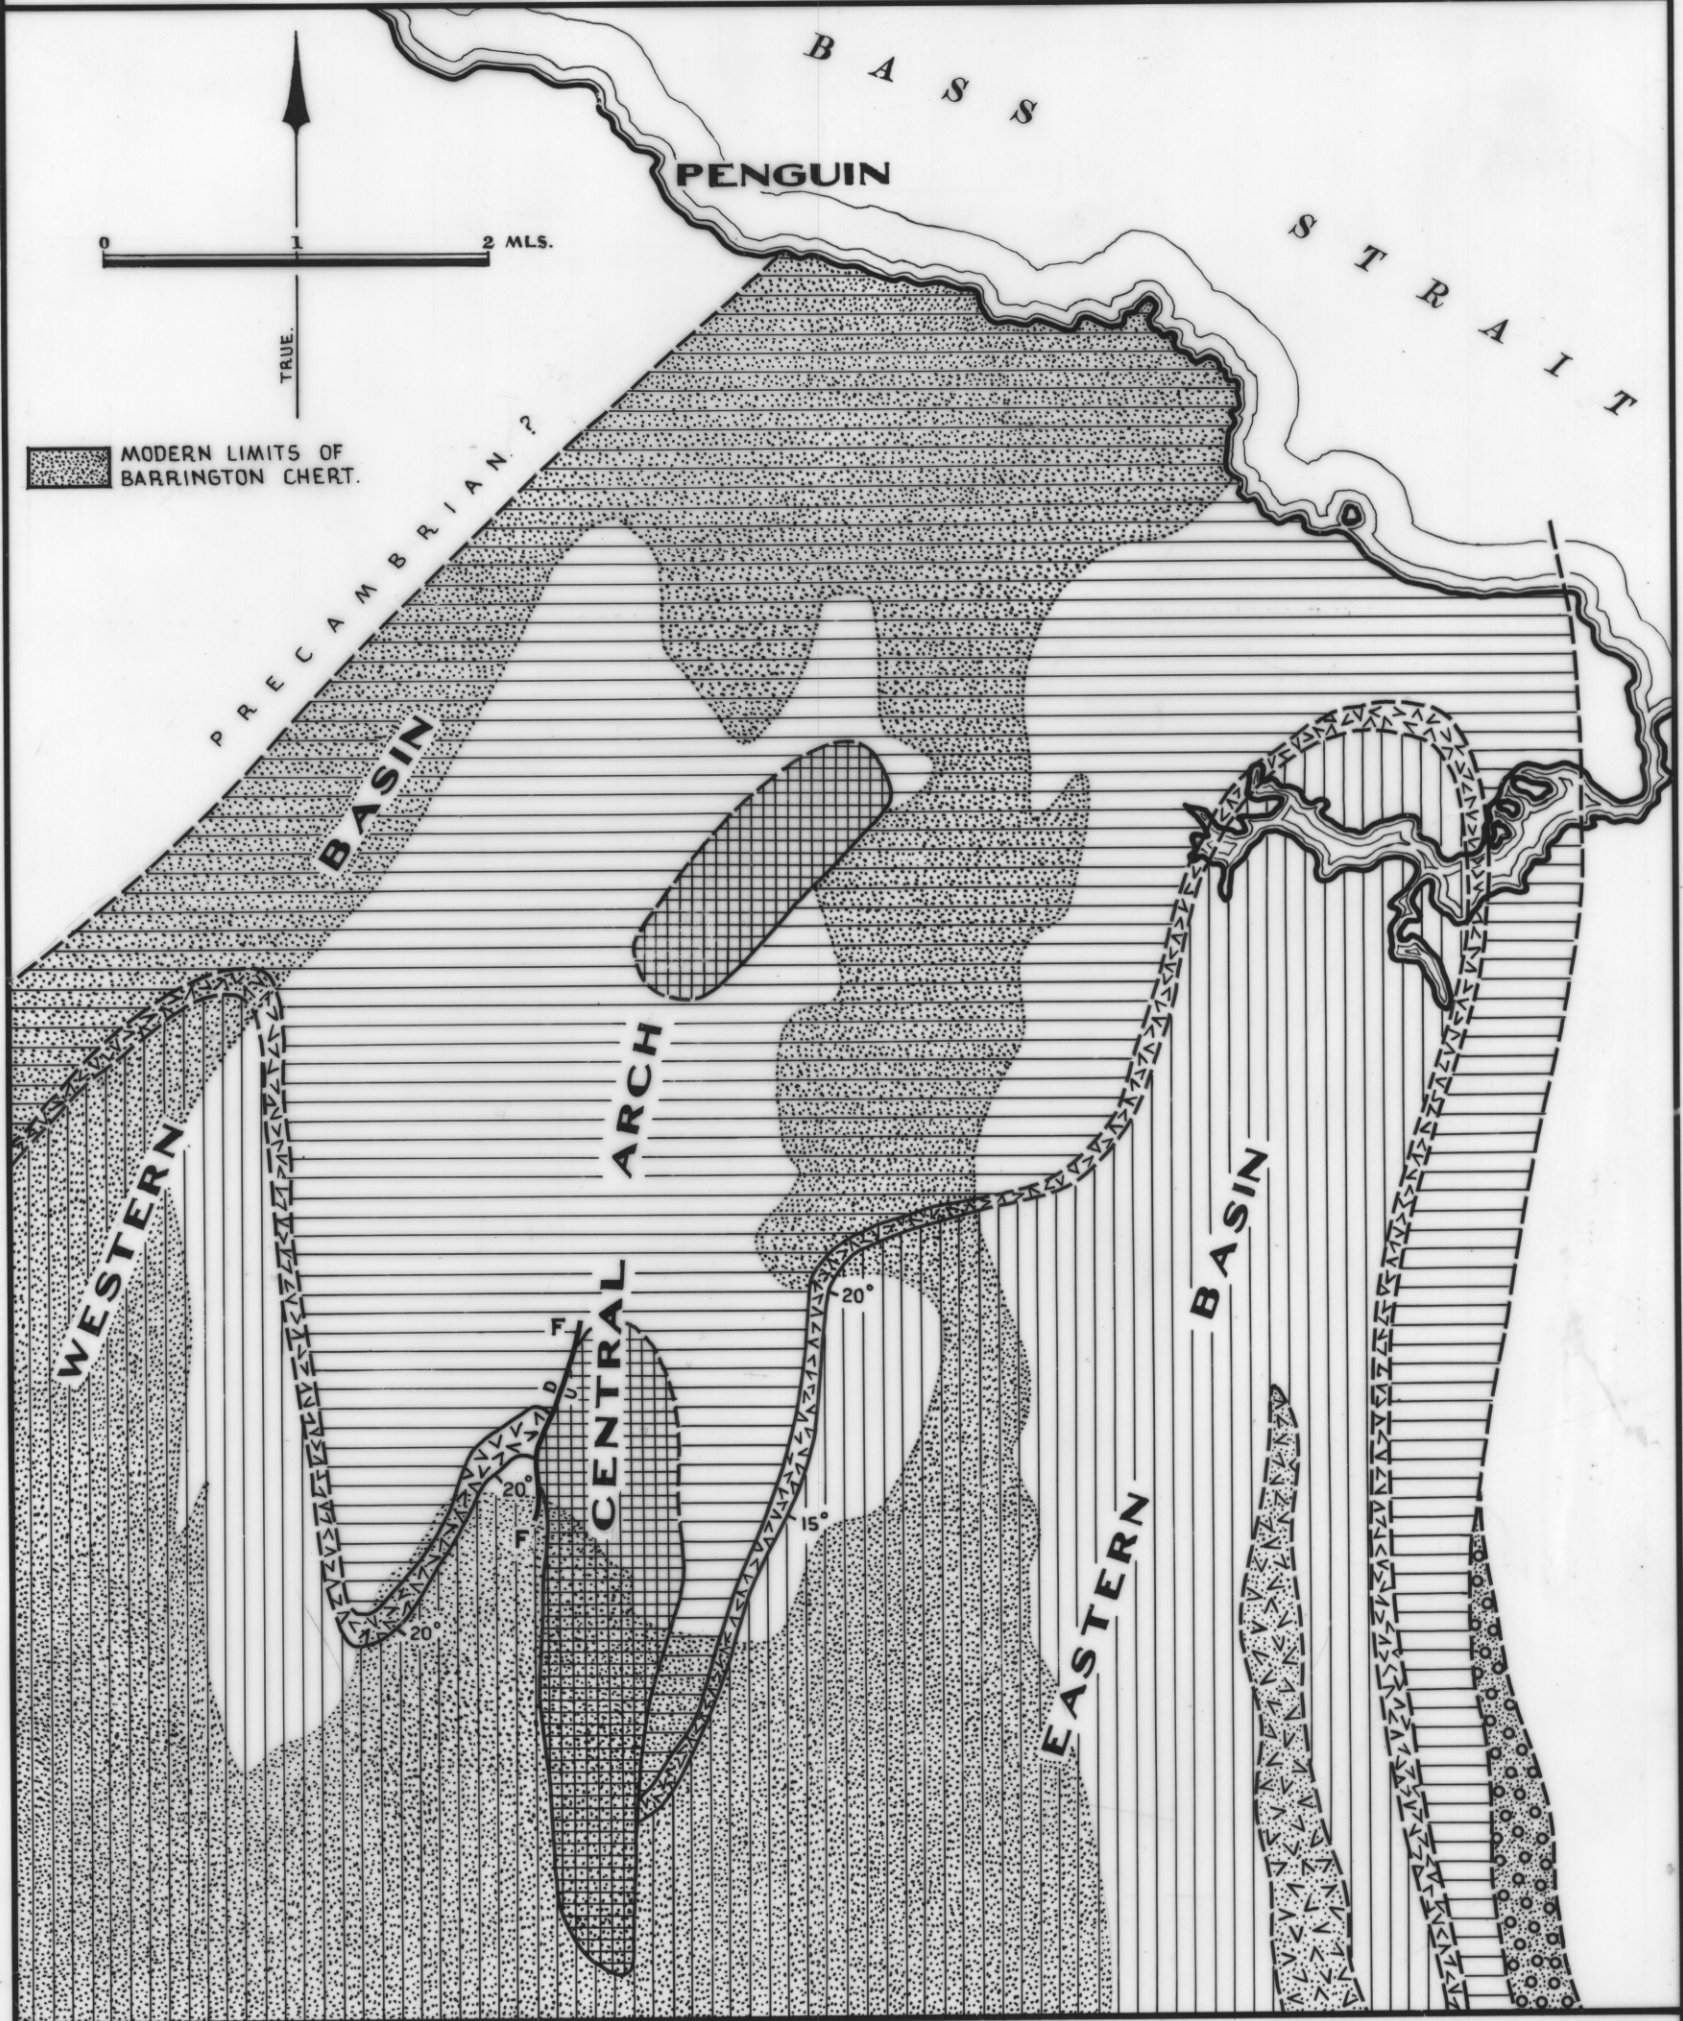 BASS STRAIT
PENGUIN
0 1 2 MLS.
TRUE.
MODERN LIMITS OF
BARRINGTON CHERT.
PRECAMBRIAN ?
WESTERN BASIN
CENTRAL ARCH
EASTERN BASIN
20°
F
D U
20°
F
15°
20°